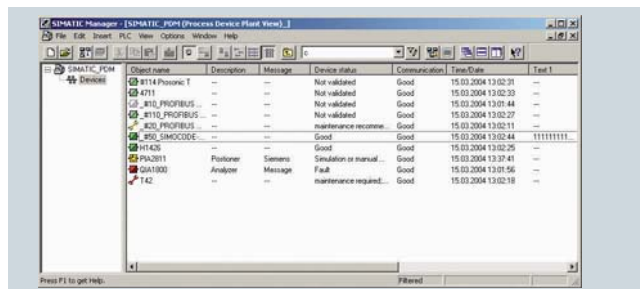 SIMATIC Manager - [SIMATIC_PDM (Process Device Plant View)_]
File Edit Insert PLC View Options Window Help
SIMATIC_PDM
Devices
Object name Description Message Device status Communication Time/Date Text 1
#114 Prosonic T --- --- Not validated Good 15.03.2004 13:02:31 ---
4711 --- --- Not validated Good 15.03.2004 13:02:33 ---
_#10_PROFIBUS ... --- --- Not validated Good 15.03.2004 13:01:44 ---
_#110_PROFIBUS ... --- --- Not validated Good 15.03.2004 13:02:27 ---
_#20_PROFIBUS ... --- --- maintenance recomme... Good 15.03.2004 13:02:11 ---
_#50_SIMOCODE-... --- --- Good Good 15.03.2004 13:02:44 111111111...
H1426 --- --- Good Good 15.03.2004 13:02:25 ---
PIA2811 Positioner Siemens Simulation or manual ... Good 15.03.2004 13:37:41 ---
QIA1800 Analyzer Message Fault Good 15.03.2004 13:01:56 ---
T42 --- --- maintenance required;... Good 15.03.2004 13:02:18 ---
Press F1 to get Help. Filtered